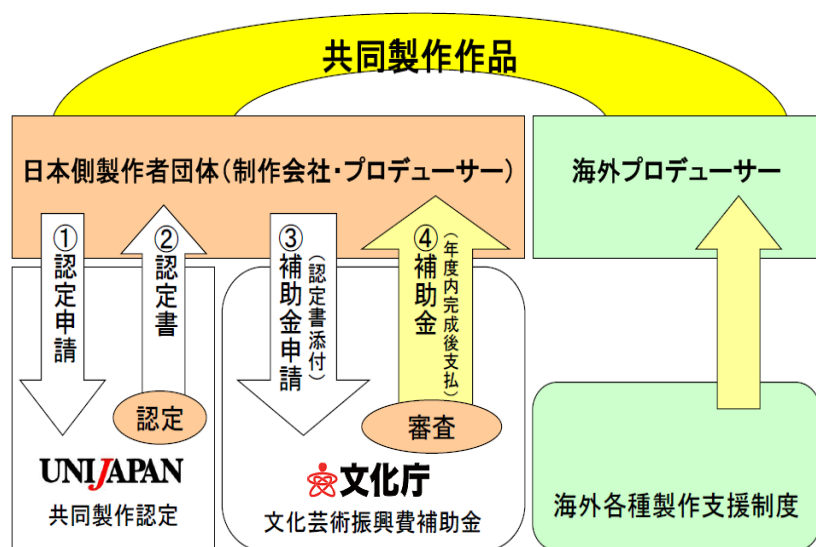 共同製作作品
日本側製作者団体(制作会社・プロデューサー)
海外プロデューサー
①認定申請
②認定書
③補助金申請
(認定書添付)
④補助金
(年度内完成後支払)
認定
審査
UNIJAPAN
共同製作認定
文化庁
文化芸術振興費補助金
海外各種製作支援制度